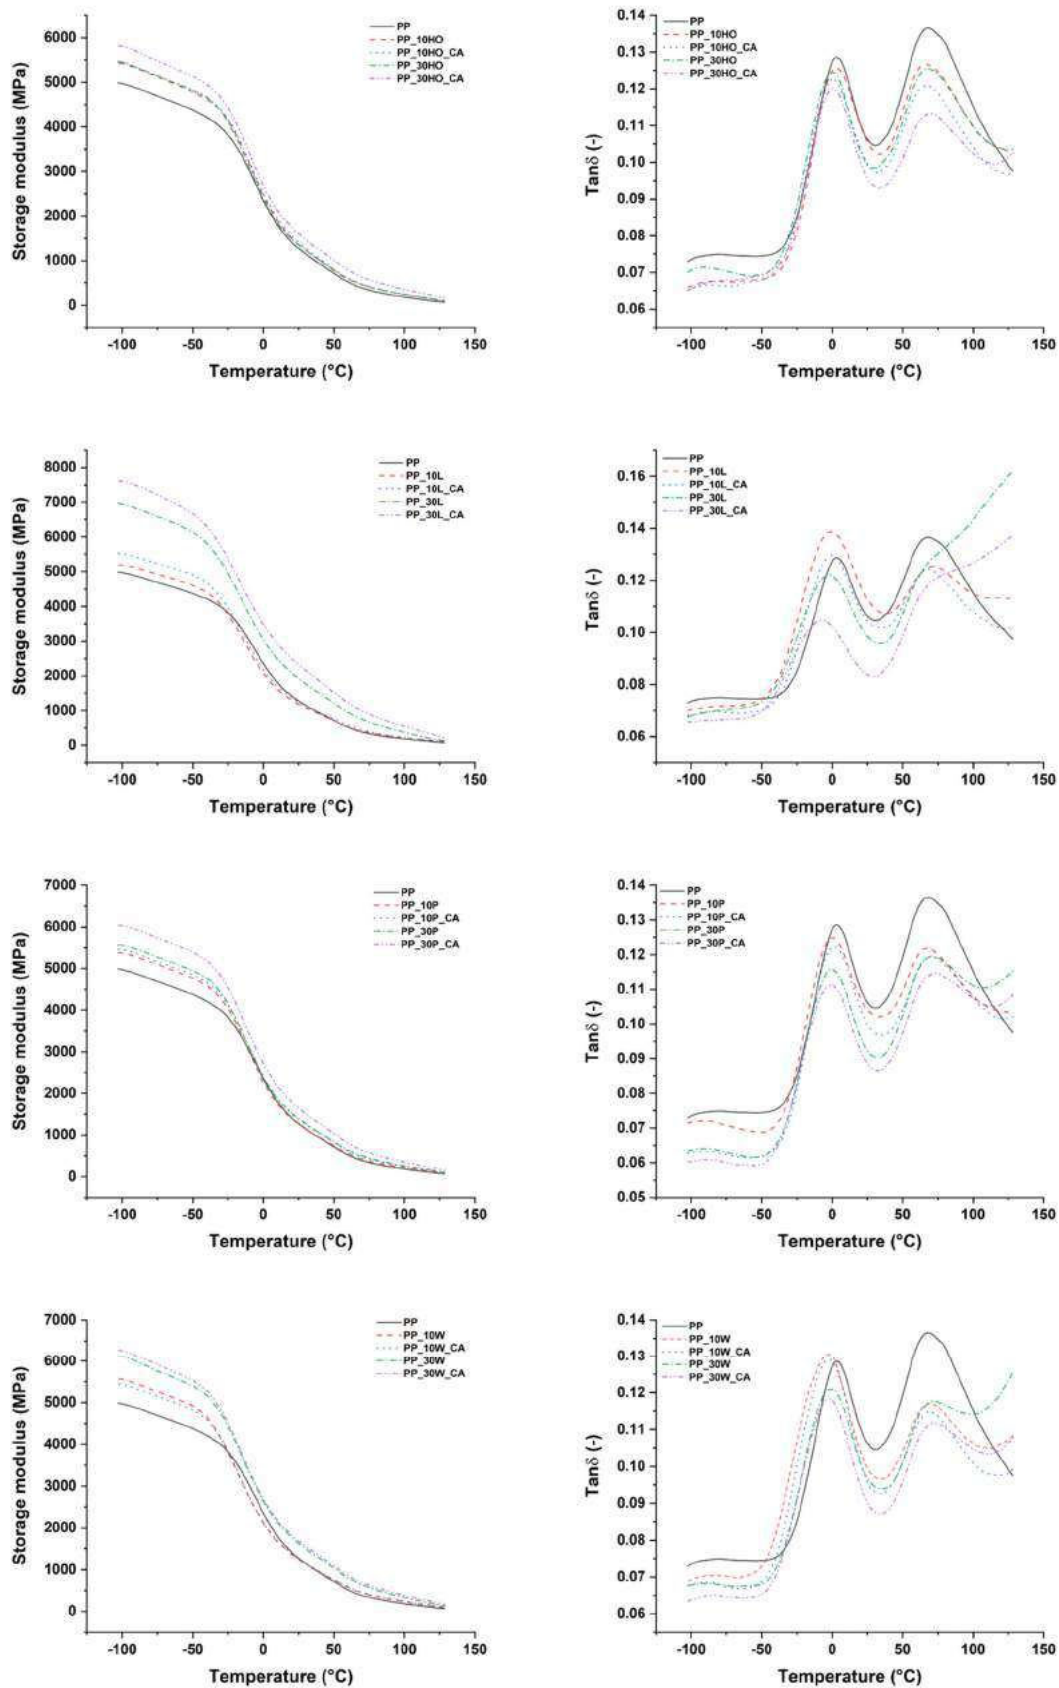 6000
5000
4000
3000
2000
1000
0
-100 -50 0 50 100 150
Storage modulus (MPa)
Temperature (°C)
PP
PP_10HO
PP_10HO_CA
PP_30HO
PP_30HO_CA
0.14
0.13
0.12
0.11
0.10
0.09
0.08
0.07
0.06
-100 -50 0 50 100 150
Tanδ (-)
Temperature (°C)
PP
PP_10HO
PP_10HO_CA
PP_30HO
PP_30HO_CA
8000
7000
6000
5000
4000
3000
2000
1000
0
-100 -50 0 50 100 150
Storage modulus (MPa)
Temperature (°C)
PP
PP_10L
PP_10L_CA
PP_30L
PP_30L_CA
0.16
0.14
0.12
0.10
0.08
0.06
-100 -50 0 50 100 150
Tanδ (-)
Temperature (°C)
PP
PP_10L
PP_10L_CA
PP_30L
PP_30L_CA
7000
6000
5000
4000
3000
2000
1000
0
-100 -50 0 50 100 150
Storage modulus (MPa)
Temperature (°C)
PP
PP_10P
PP_10P_CA
PP_30P
PP_30P_CA
0.14
0.13
0.12
0.11
0.10
0.09
0.08
0.07
0.06
0.05
-100 -50 0 50 100 150
Tanδ (-)
Temperature (°C)
PP
PP_10P
PP_10P_CA
PP_30P
PP_30P_CA
7000
6000
5000
4000
3000
2000
1000
0
-100 -50 0 50 100 150
Storage modulus (MPa)
Temperature (°C)
PP
PP_10W
PP_10W_CA
PP_30W
PP_30W_CA
0.14
0.13
0.12
0.11
0.10
0.09
0.08
0.07
0.06
-100 -50 0 50 100 150
Tanδ (-)
Temperature (°C)
PP
PP_10W
PP_10W_CA
PP_30W
PP_30W_CA